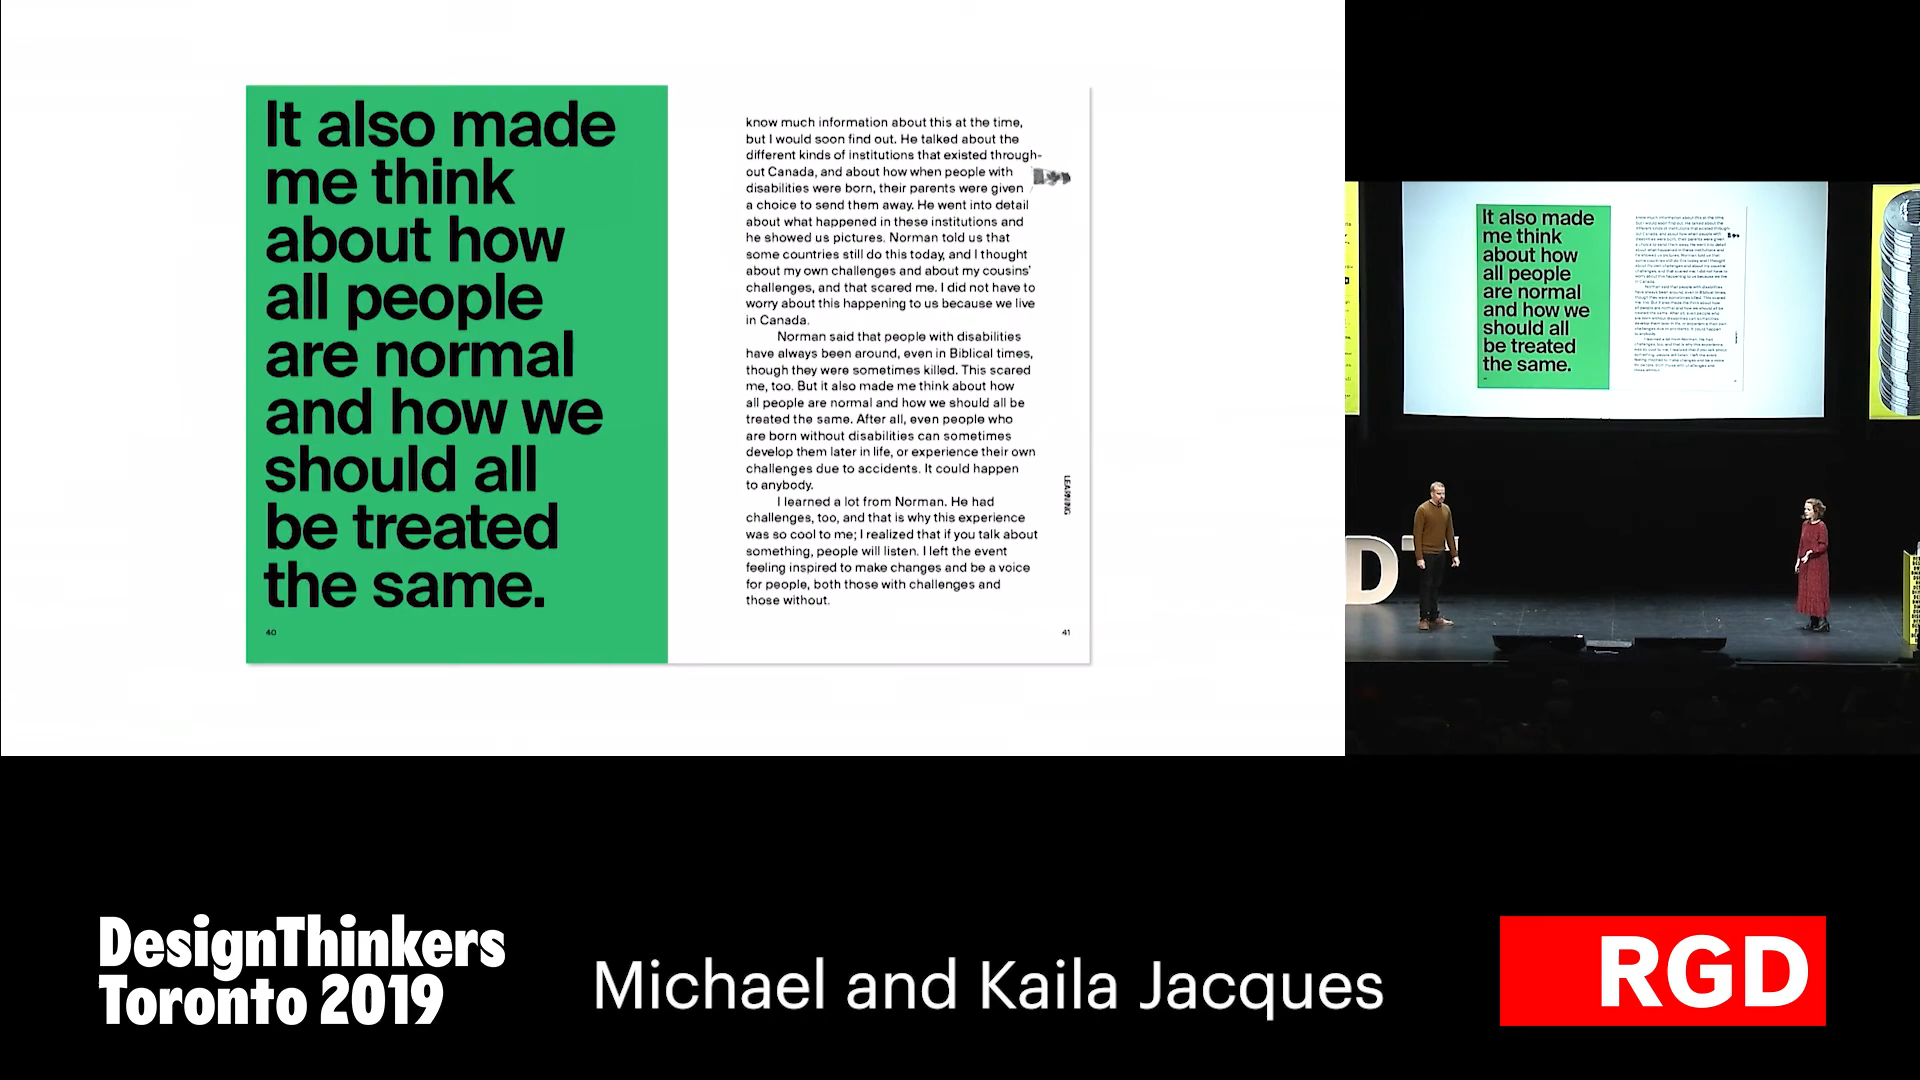 It also made
me think
about how
all people
are normal
and how we
should all
be treated
the same.
40
know much information about this at the time,
but I would soon find out. He talked about the
different kinds of institutions that existed through-
out Canada, and about how when people with
disabilities were born, their parents were given
a choice to send them away. He went into detail
about what happened in these institutions and
he showed us pictures. Norman told us that
some countries still do this today, and I thought
about my own challenges and about my cousins’
challenges, and that scared me. I did not have to
worry about this happening to us because we live
in Canada.
Norman said that people with disabilities
have always been around, even in Biblical times,
though they were sometimes killed. This scared
me, too. But it also made me think about how
all people are normal and how we should all be
treated the same. After all, even people who
are born without disabilities can sometimes
develop them later in life, or experience their own
challenges due to accidents. It could happen
to anybody.
I learned a lot from Norman. He had
challenges, too, and that is why this experience
was so cool to me; I realized that if you talk about
something, people will listen. I left the event
feeling inspired to make changes and be a voice
for people, both those with challenges and
those without.
LEARNING
41
It also made
me think
about how
all people
are normal
and how we
should all
be treated
the same.
DT
DesignThinkers
Toronto 2019
Michael and Kaila Jacques
RGD